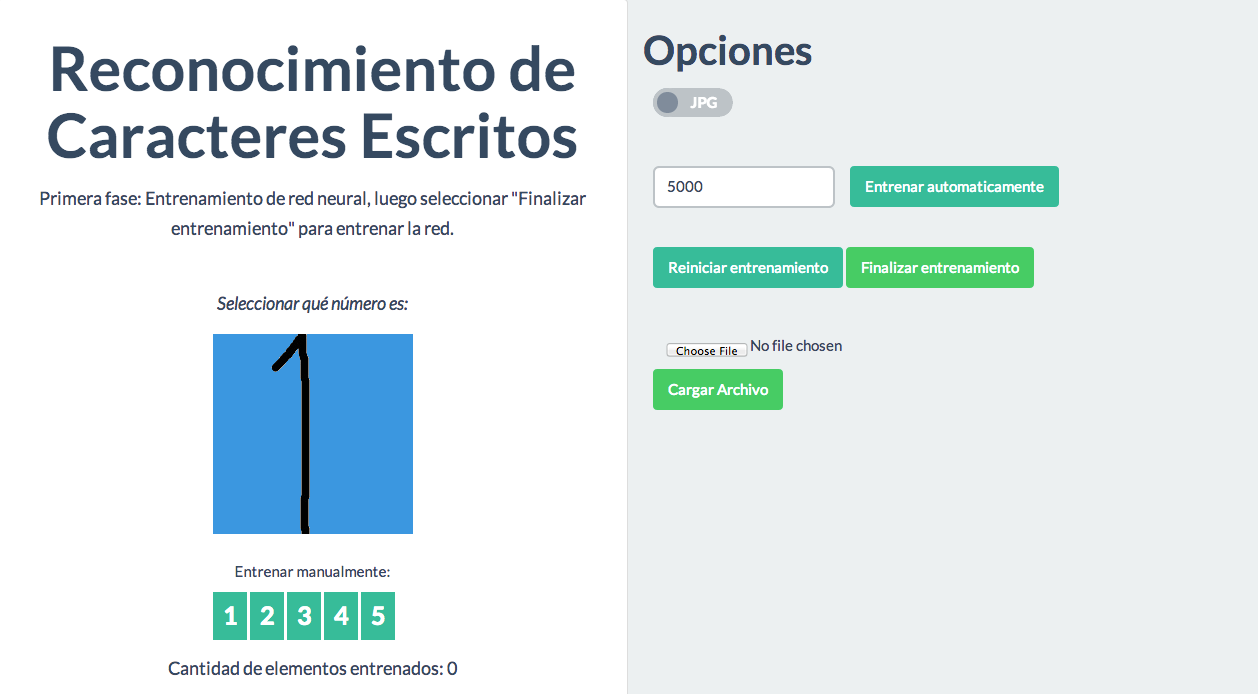 Reconocimiento de
Caracteres Escritos
Primera fase: Entrenamiento de red neural, luego seleccionar "Finalizar
entrenamiento" para entrenar la red.
Seleccionar qué número es:
1
Entrenar manualmente:
1 2 3 4 5
Cantidad de elementos entrenados: 0
Opciones
JPG
5000 Entrenar automaticamente
Reiniciar entrenamiento Finalizar entrenamiento
Choose File No file chosen
Cargar Archivo